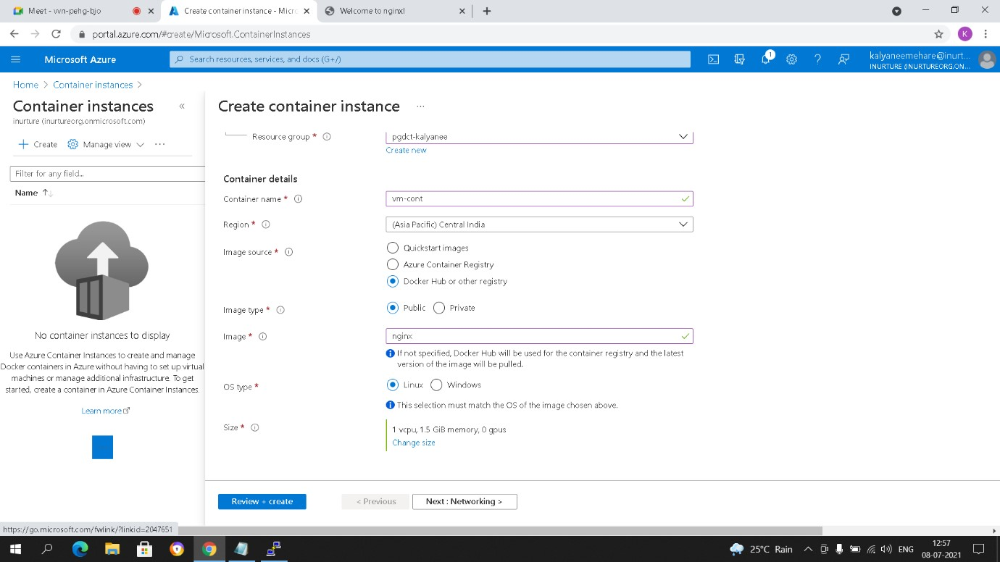 Meet - vvn-pehg-bjo
Create container instance - Micro
Welcome to nginx!
portal.azure.com/#create/Microsoft.ContainerInstances
K
Microsoft Azure
Search resources, services, and docs (G+/)
1
kalyaneemehare@inurt...
INURTURE (INURTUREORG.ON...
Home > Container instances >
Container instances
«
inurture (inurtureorg.onmicrosoft.com)
Create
Manage view
...
Filter for any field...
Name
No container instances to display
Use Azure Container Instances to create and manage
Docker containers in Azure without having to set up virtual
machines or manage additional infrastructure. To get
started, create a container in Azure Container Instances.
Learn more
Create container instance
...
Resource group *
pgdct-kalyanee
Create new
Container details
Container name *
vm-cont
Region *
(Asia Pacific) Central India
Image source *
Quickstart images
Azure Container Registry
Docker Hub or other registry
Image type *
Public
Private
Image *
nginx
If not specified, Docker Hub will be used for the container registry and the latest
version of the image will be pulled.
OS type *
Linux
Windows
This selection must match the OS of the image chosen above.
Size *
1 vcpu, 1.5 GiB memory, 0 gpus
Change size
Review + create
< Previous
Next : Networking >
https://go.microsoft.com/fwlink/?linkid=2047651
25°C Rain
ENG
12:57
08-07-2021